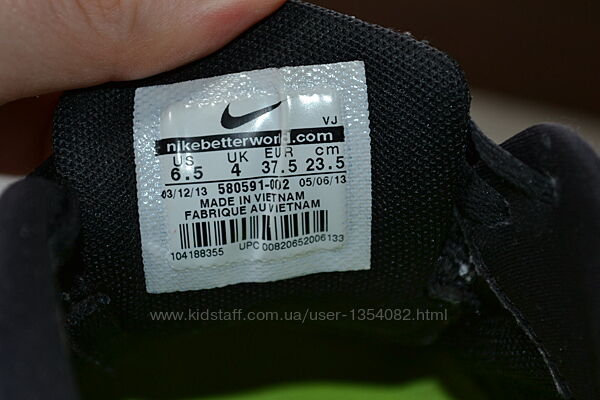 VJ
nikebetterworld.com
US UK EUR cm
6.5 4 37.5 23.5
03/12/13 580591-002 05/06/13
MADE IN VIETNAM
FABRIQUE AU VIETNAM
104188355 UPC 00820652006133
www.kidstaff.com.ua/user-1354082.html